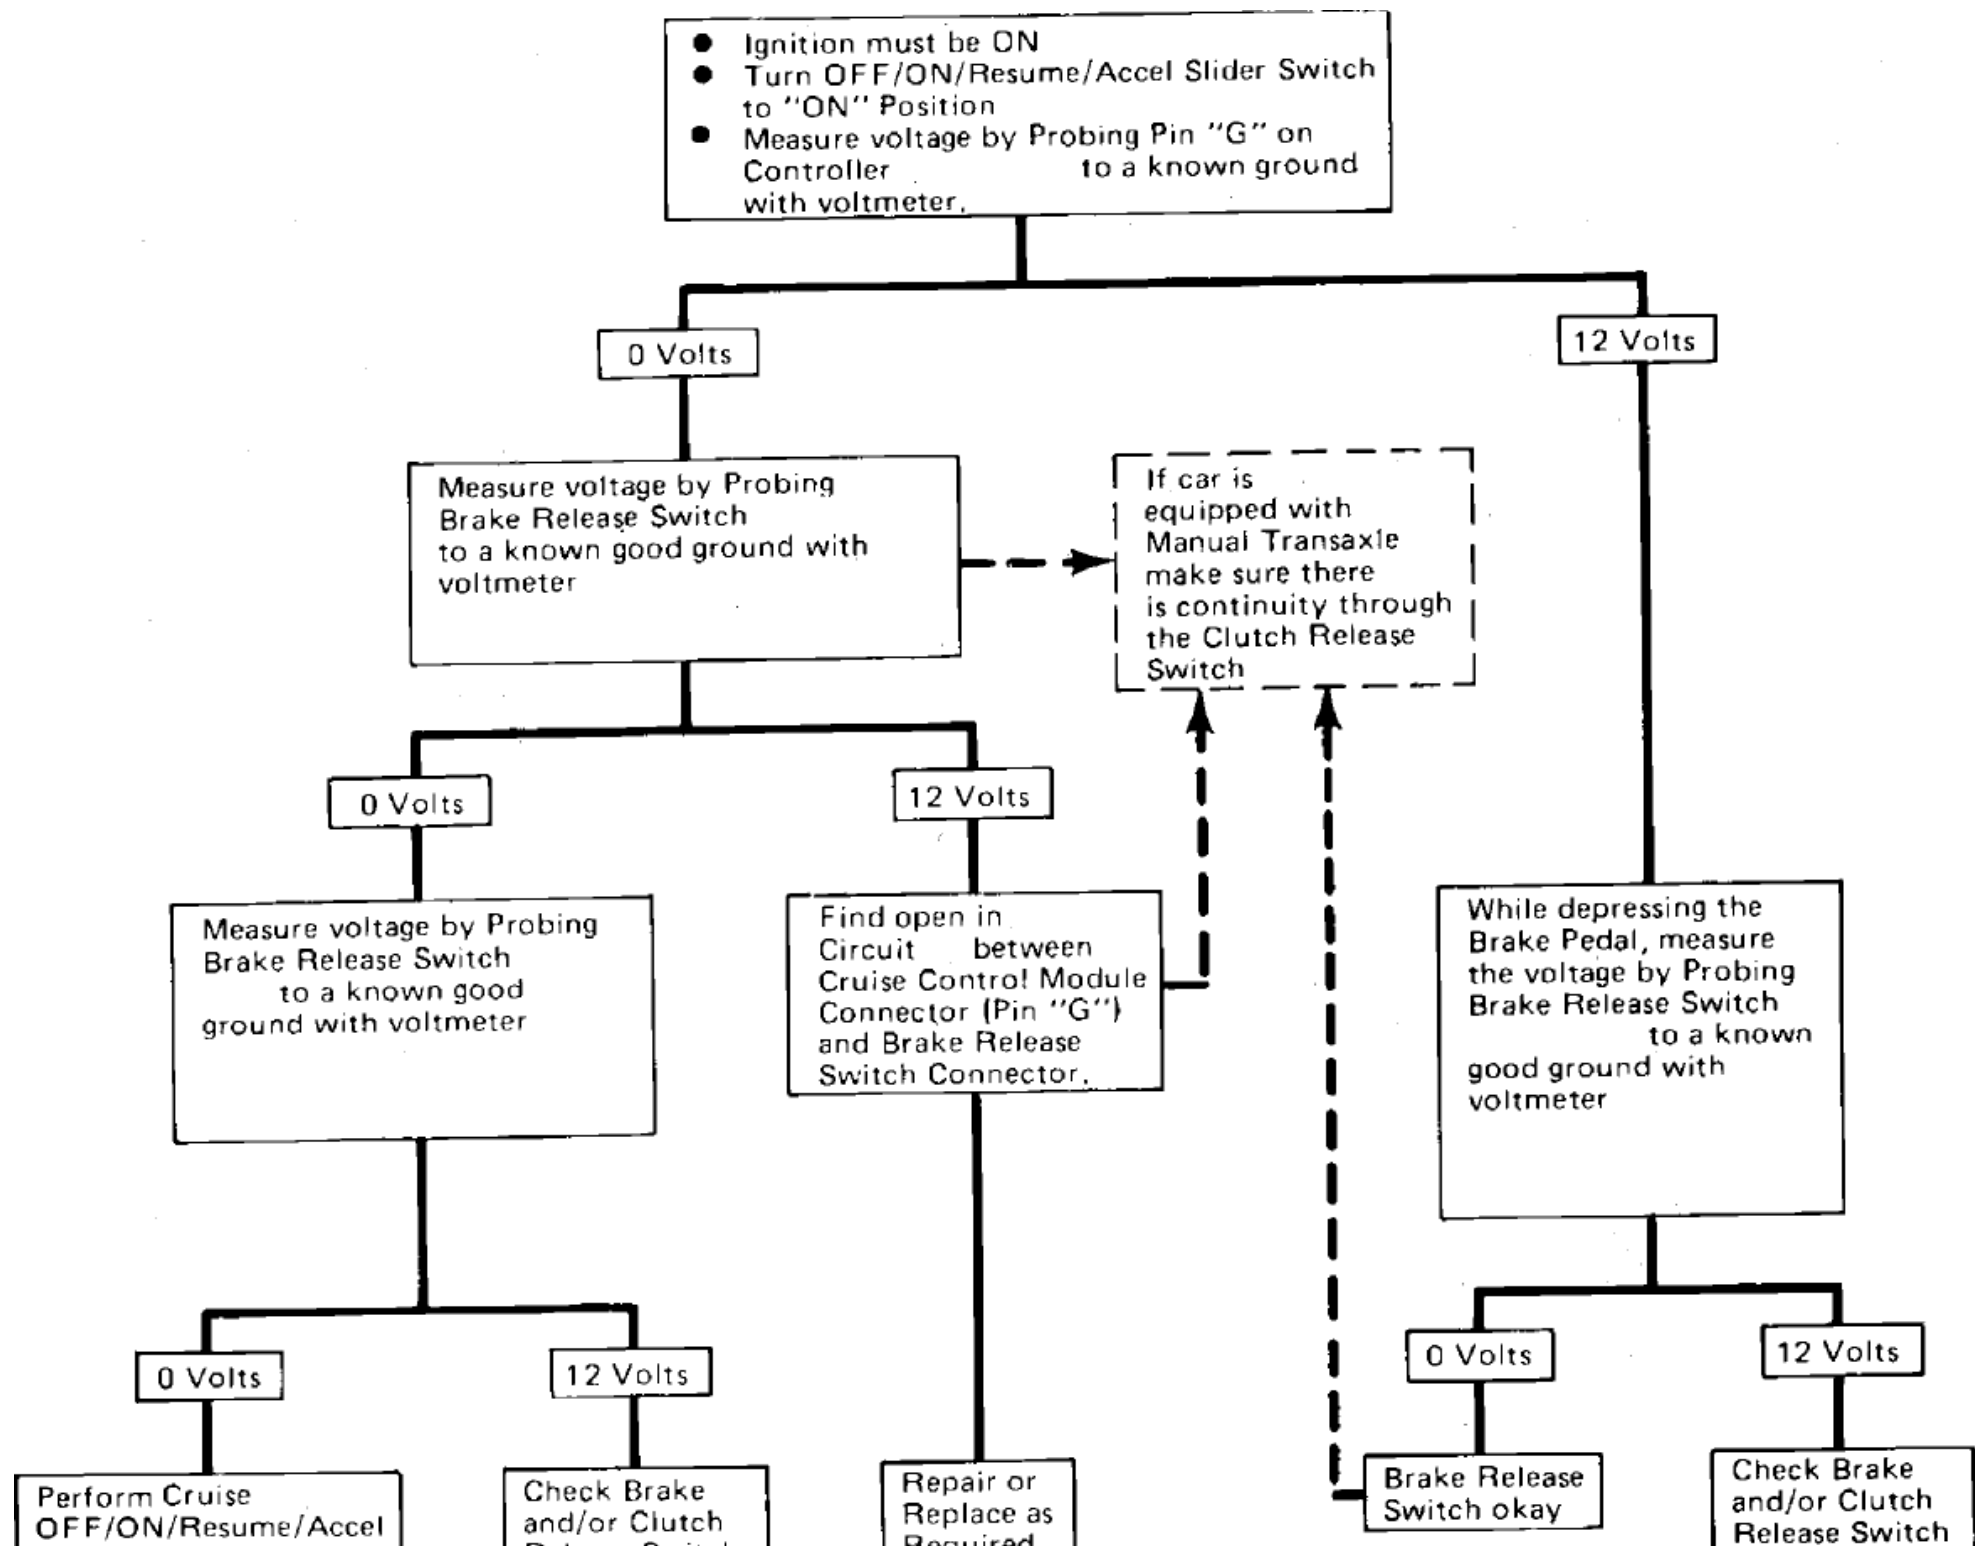 ● Ignition must be ON
● Turn OFF/ON/Resume/Accel Slider Switch
to "ON" Position
● Measure voltage by Probing Pin "G" on
Controller to a known ground
with voltmeter.
0 Volts
12 Volts
Measure voltage by Probing
Brake Release Switch
to a known good ground with
voltmeter
If car is
equipped with
Manual Transaxle
make sure there
is continuity through
the Clutch Release
Switch
0 Volts
12 Volts
Measure voltage by Probing
Brake Release Switch
to a known good
ground with voltmeter
Find open in
Circuit between
Cruise Control Module
Connector (Pin "G")
and Brake Release
Switch Connector.
While depressing the
Brake Pedal, measure
the voltage by Probing
Brake Release Switch
to a known
good ground with
voltmeter
0 Volts
12 Volts
0 Volts
12 Volts
Perform Cruise
OFF/ON/Resume/Accel
Check Brake
and/or Clutch
Repair or
Replace as
Required
Brake Release
Switch okay
Check Brake
and/or Clutch
Release Switch